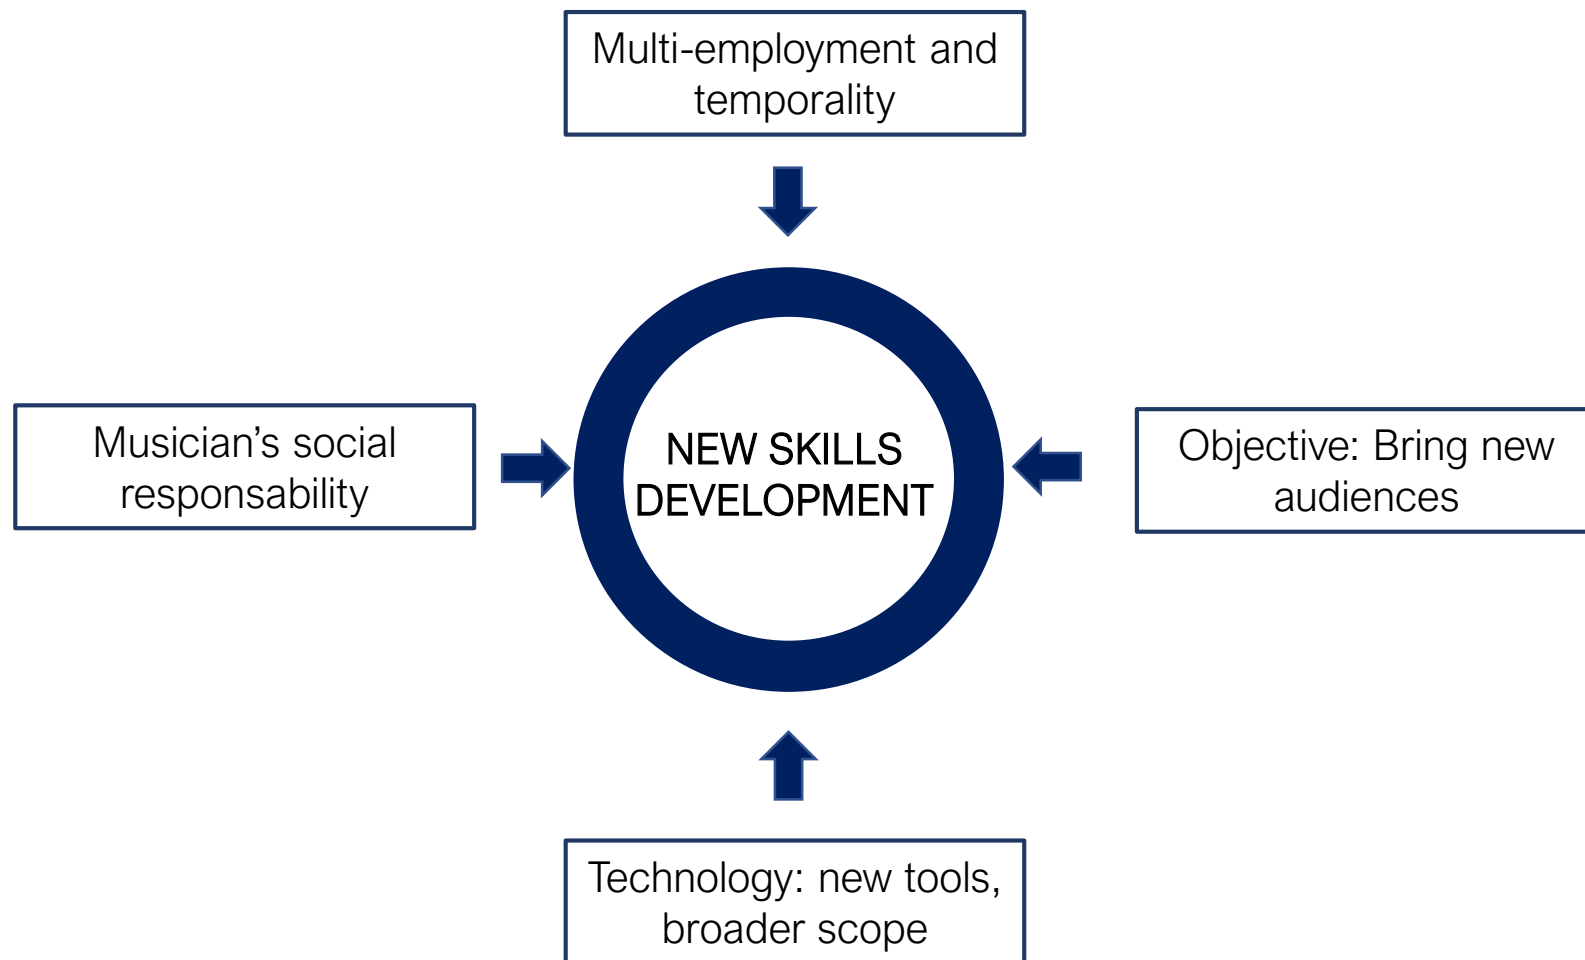 Multi-employment and
temporality
Musician’s social
responsability
NEW SKILLS
DEVELOPMENT
Objective: Bring new
audiences
Technology: new tools,
broader scope